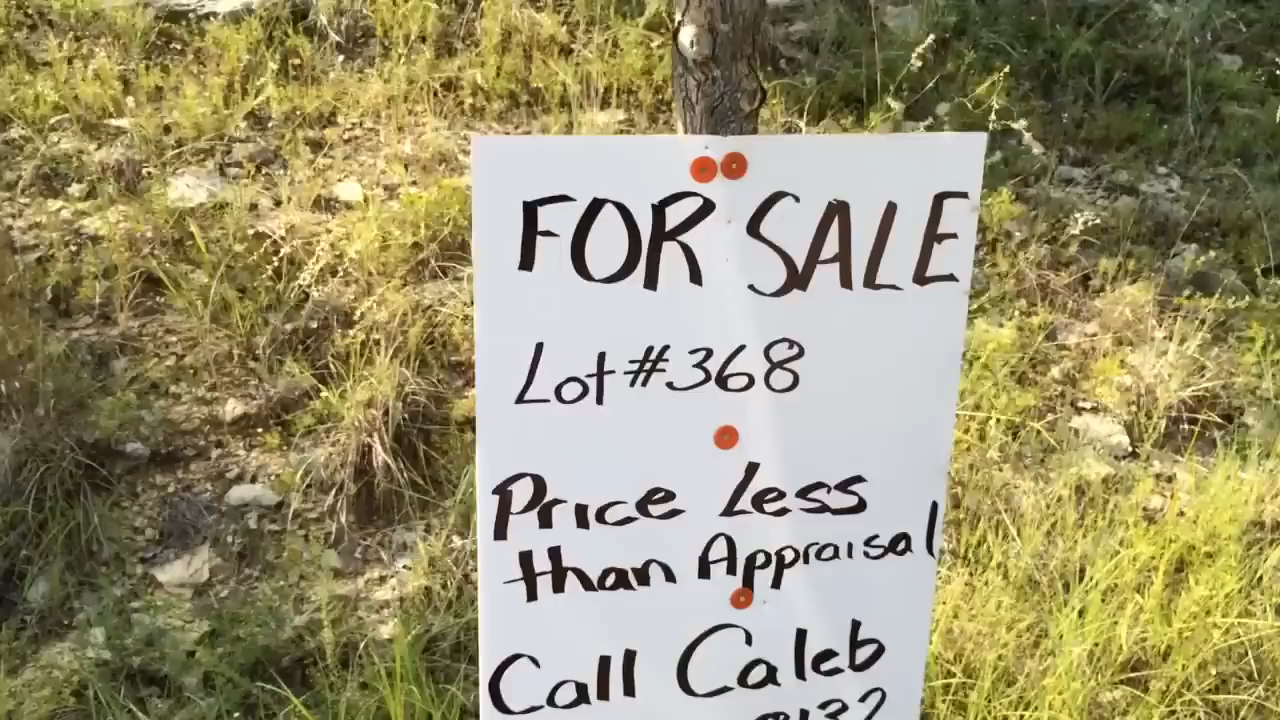 FOR SALE
Lot #368
Price Less
than Appraisal
Call Caleb